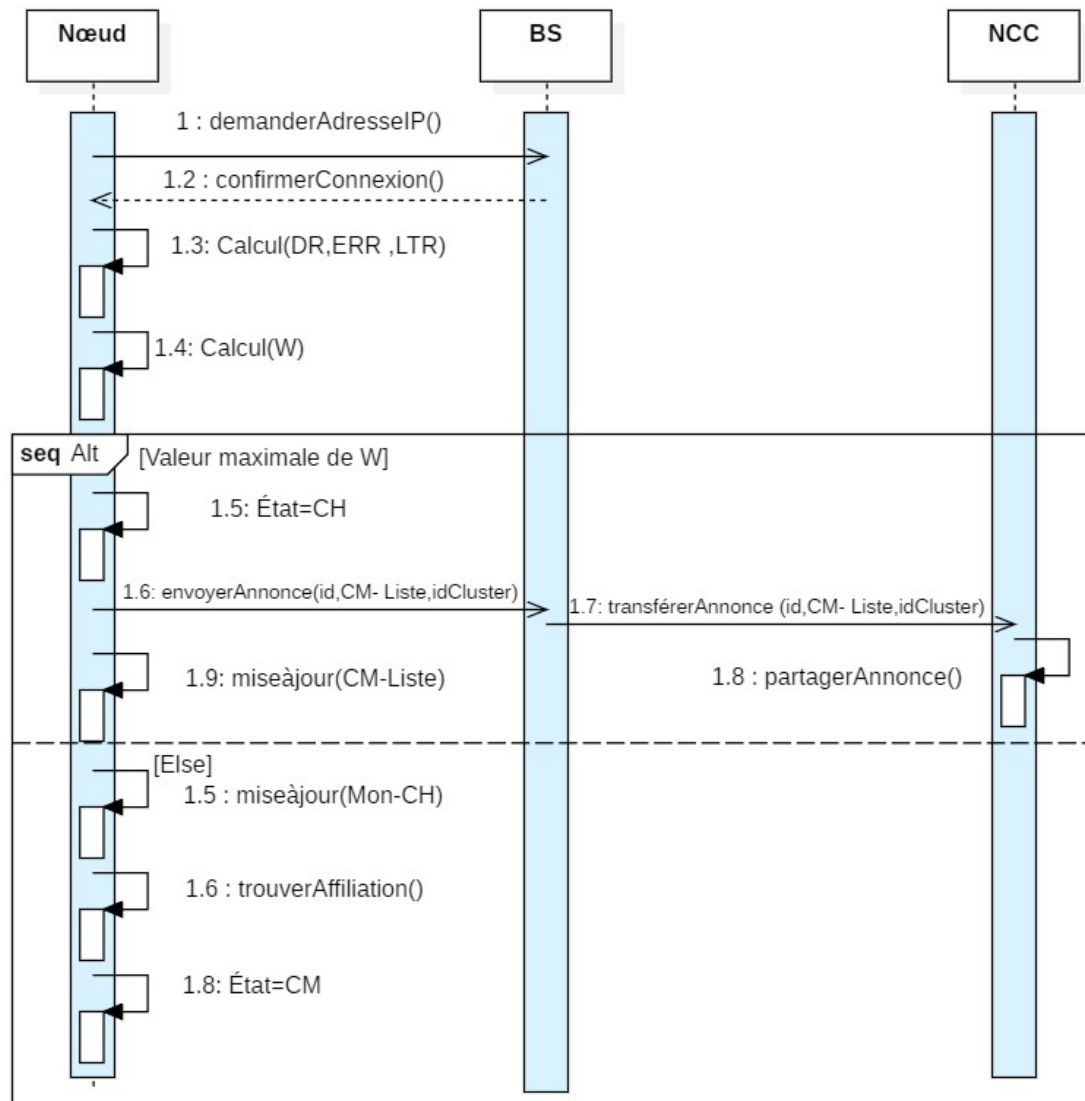 Nœud
BS
NCC
1 : demanderAdresseIP()
1.2 : confirmerConnexion()
1.3: Calcul(DR,ERR ,LTR)
1.4: Calcul(W)
seq Alt
[Valeur maximale de W]
1.5: État=CH
1.6: envoyerAnnonce(id,CM- Liste,idCluster)
1.7: transférerAnnonce (id,CM- Liste,idCluster)
1.9: miseàjour(CM-Liste)
1.8 : partagerAnnonce()
[Else]
1.5 : miseàjour(Mon-CH)
1.6 : trouverAffiliation()
1.8: État=CM